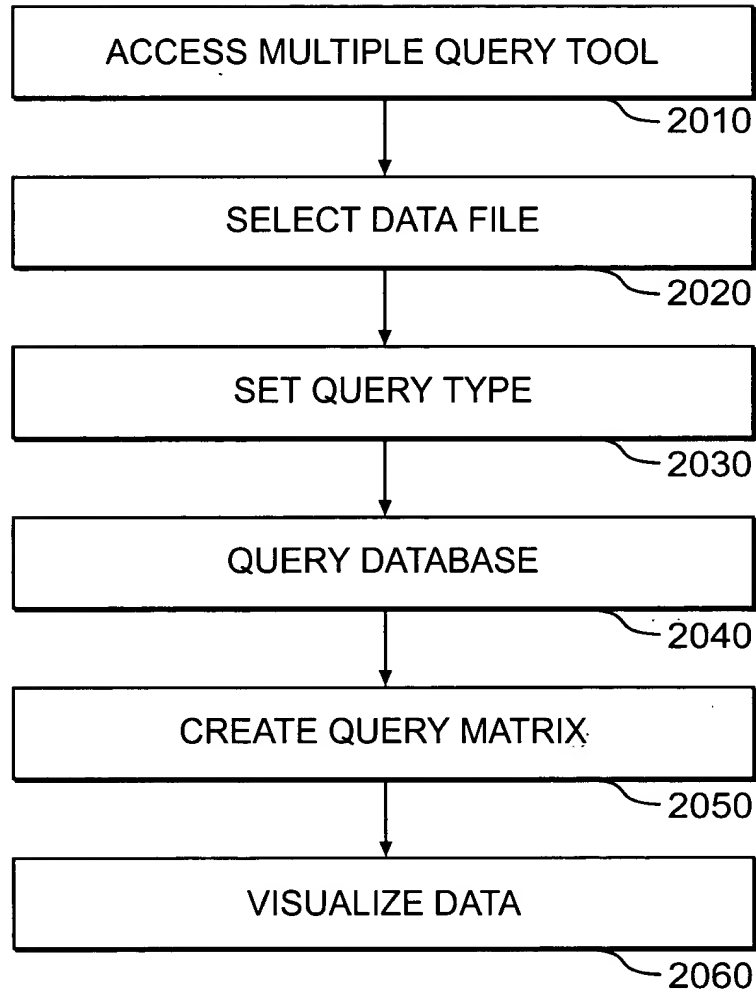 ACCESS MULTIPLE QUERY TOOL
2010
SELECT DATA FILE
2020
SET QUERY TYPE
2030
QUERY DATABASE
2040
CREATE QUERY MATRIX
2050
VISUALIZE DATA
2060